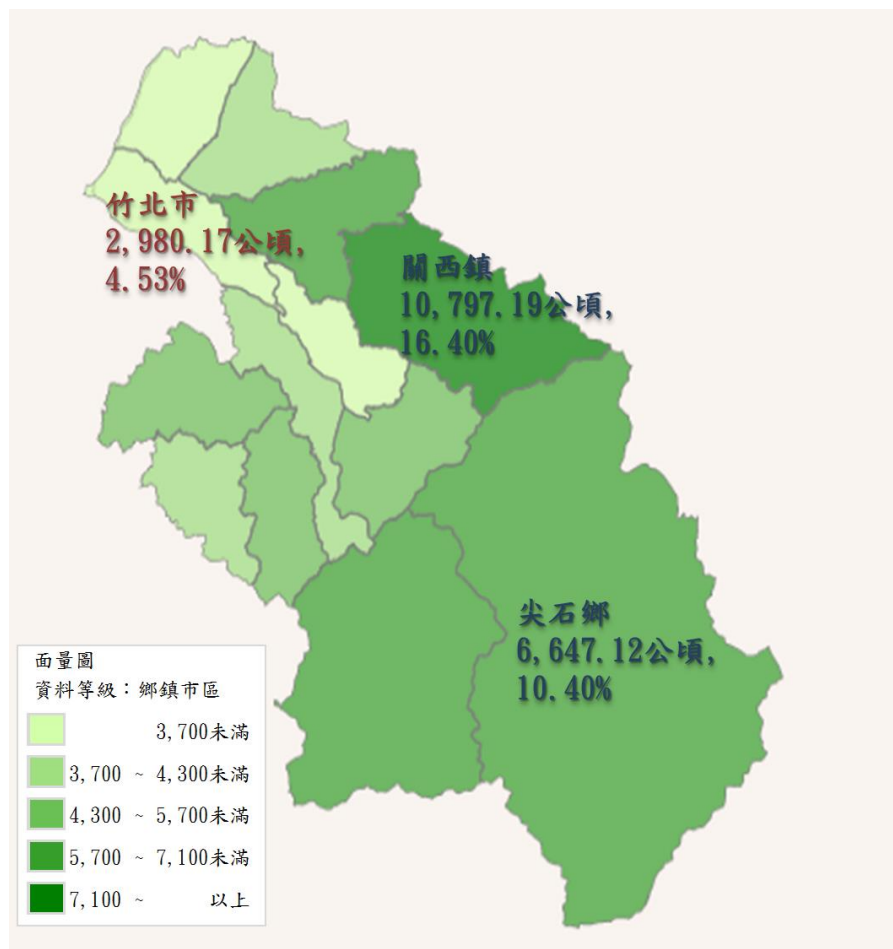 竹北市
2,980.17公頃,
4.53%
關西鎮
10,797.19公頃,
16.40%
尖石鄉
6,647.12公頃,
10.40%
面量圖
資料等級：鄉鎮市區
3,700未滿
3,700 ~ 4,300未滿
4,300 ~ 5,700未滿
5,700 ~ 7,100未滿
7,100 ~ 以上